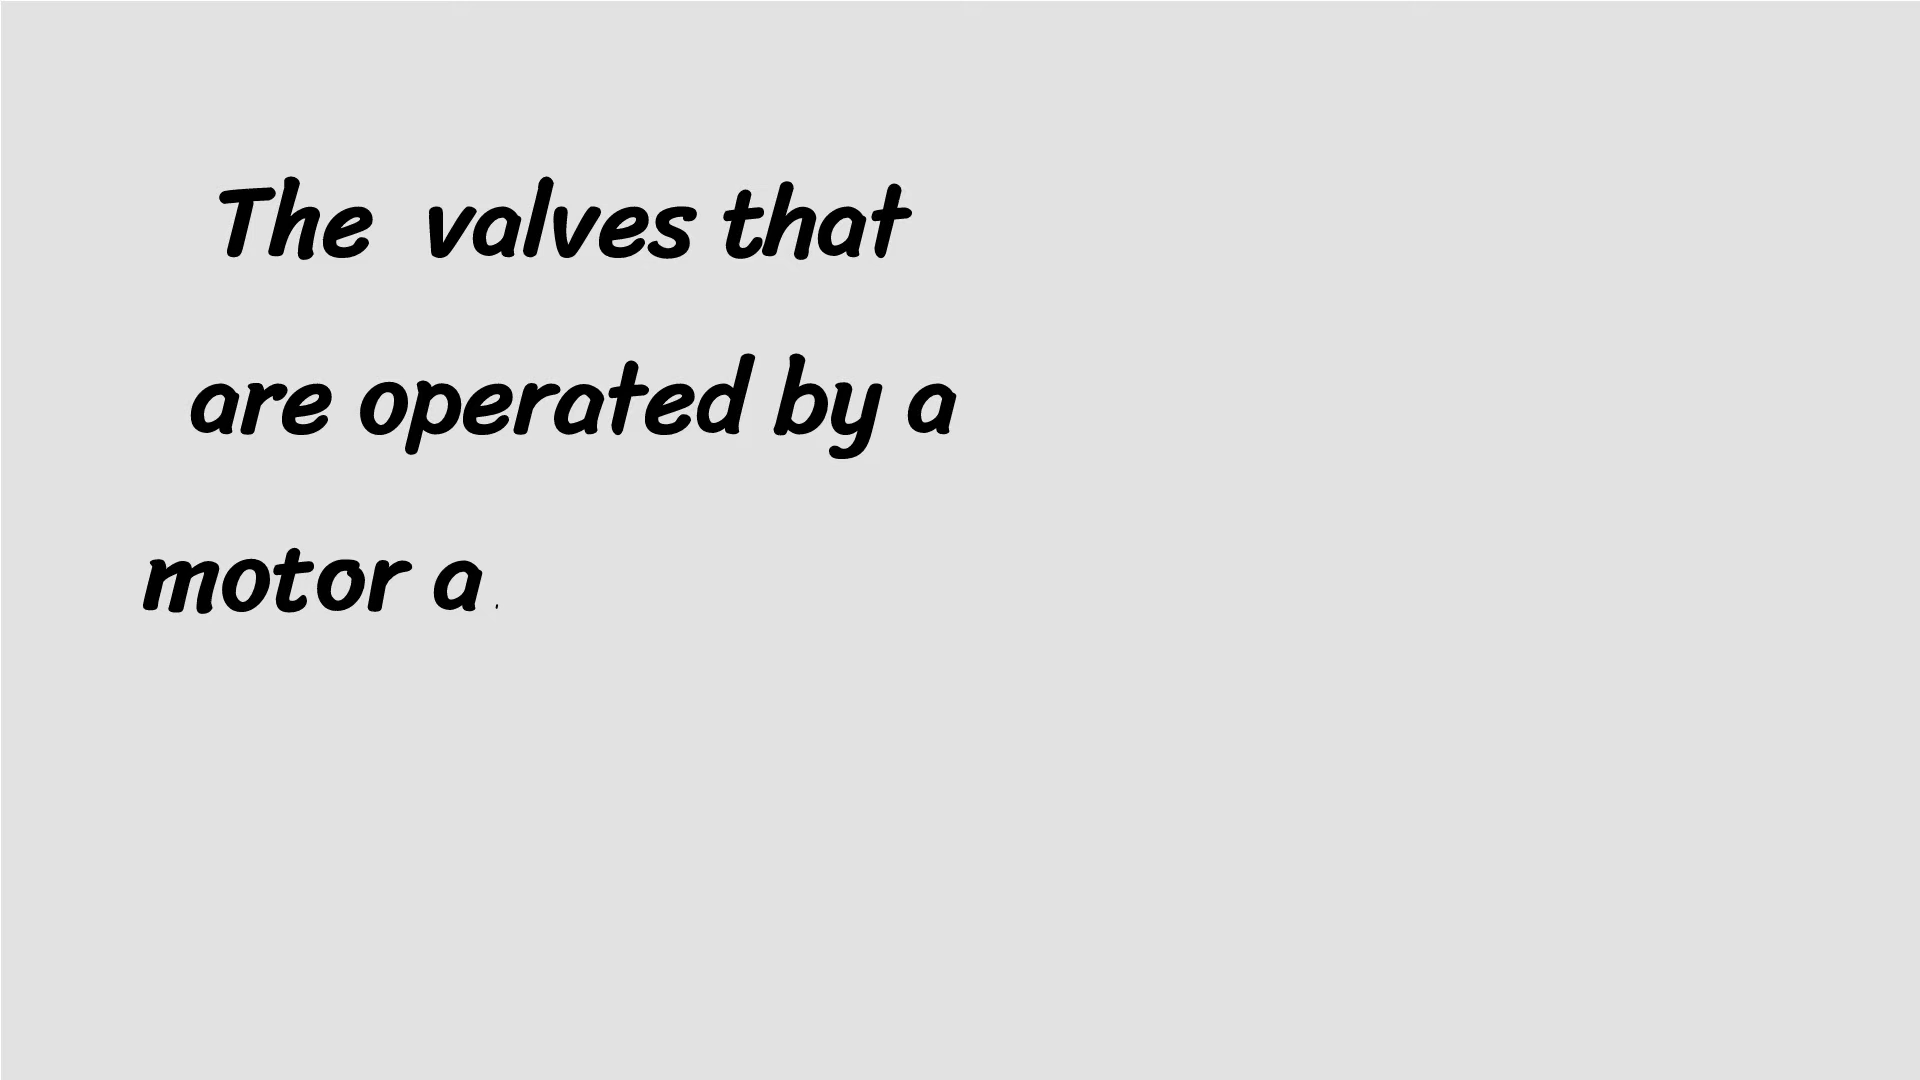 The valves that
are operated by a
motor a